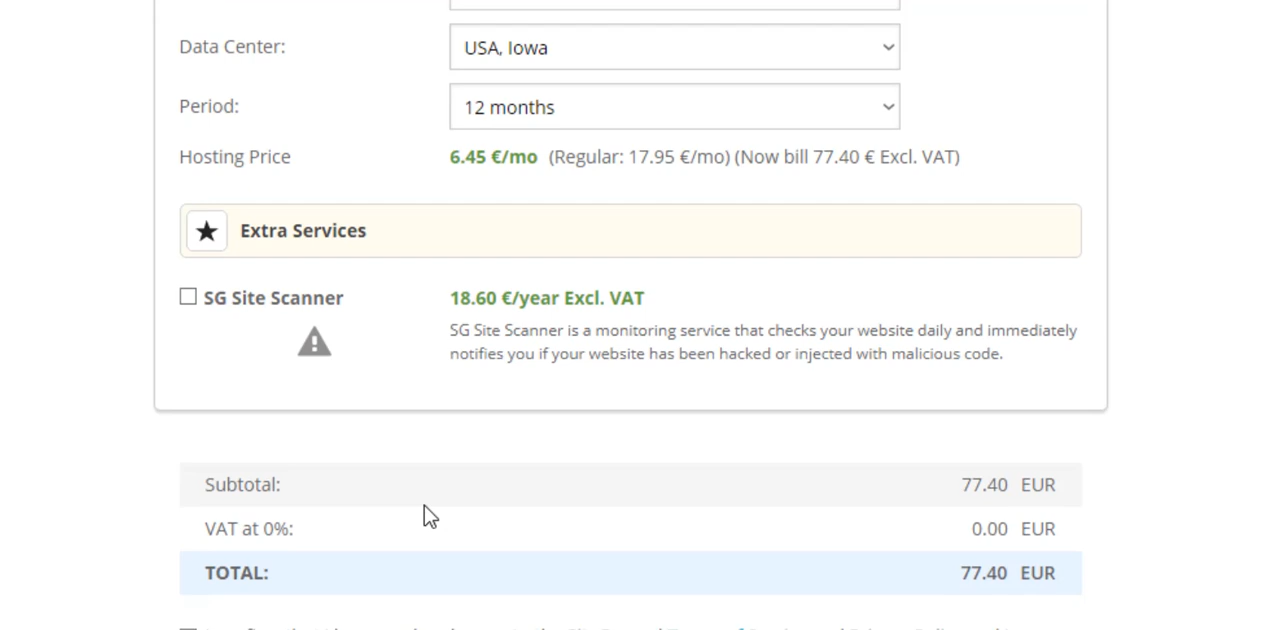 Data Center: USA, Iowa
Period: 12 months
Hosting Price 6.45 €/mo (Regular: 17.95 €/mo) (Now bill 77.40 € Excl. VAT)
Extra Services
SG Site Scanner 18.60 €/year Excl. VAT
SG Site Scanner is a monitoring service that checks your website daily and immediately
notifies you if your website has been hacked or injected with malicious code.
Subtotal: 77.40 EUR
VAT at 0%: 0.00 EUR
TOTAL: 77.40 EUR